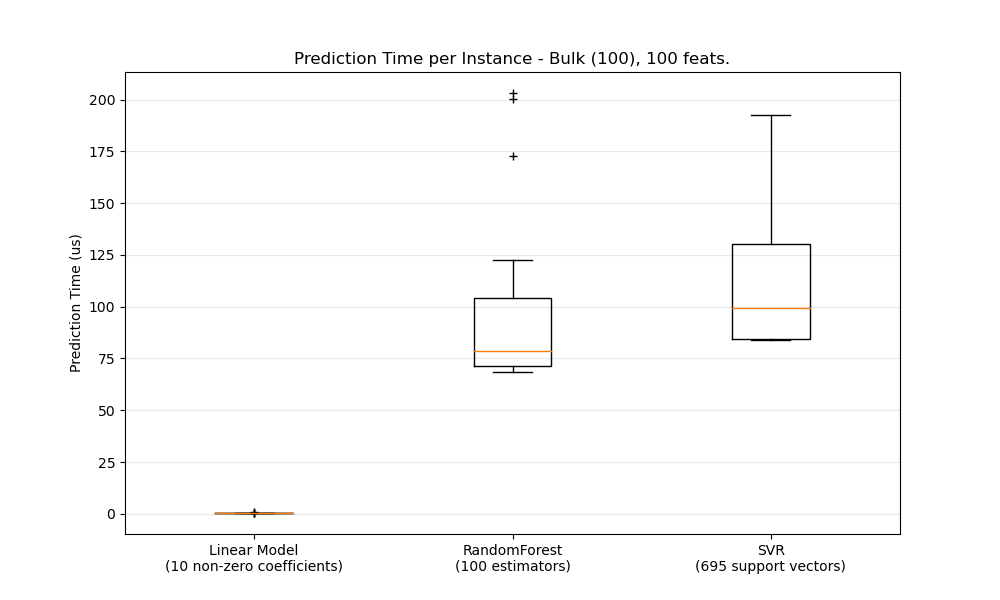 Prediction Time per Instance - Bulk (100), 100 feats.
Prediction Time (us)
200
175
150
125
100
75
50
25
0
Linear Model
(10 non-zero coefficients)
RandomForest
(100 estimators)
SVR
(695 support vectors)